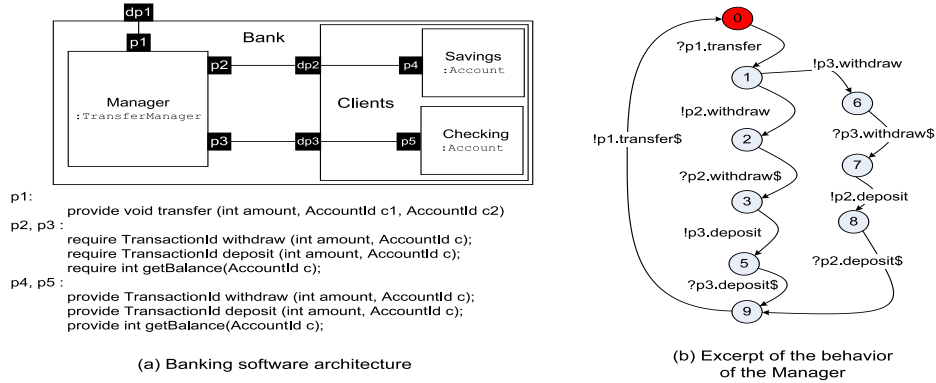 dp1
Bank
p1
p2
dp2
p4
Savings
:Account
Manager
:TransferManager
Clients
p3
dp3
p5
Checking
:Account
p1:
provide void transfer (int amount, AccountId c1, AccountId c2)
p2, p3 :
require TransactionId withdraw (int amount, AccountId c);
require TransactionId deposit (int amount, AccountId c);
require int getBalance(AccountId c);
p4, p5 :
provide TransactionId withdraw (int amount, AccountId c);
provide TransactionId deposit (int amount, AccountId c);
provide int getBalance(AccountId c);
(a) Banking software architecture
0
?p1.transfer
1
!p3.withdraw
6
!p2.withdraw
?p3.withdraw$
!p1.transfer$
2
7
?p2.withdraw$
!p2.deposit
3
8
!p3.deposit
?p2.deposit$
5
?p3.deposit$
9
(b) Excerpt of the behavior
of the Manager